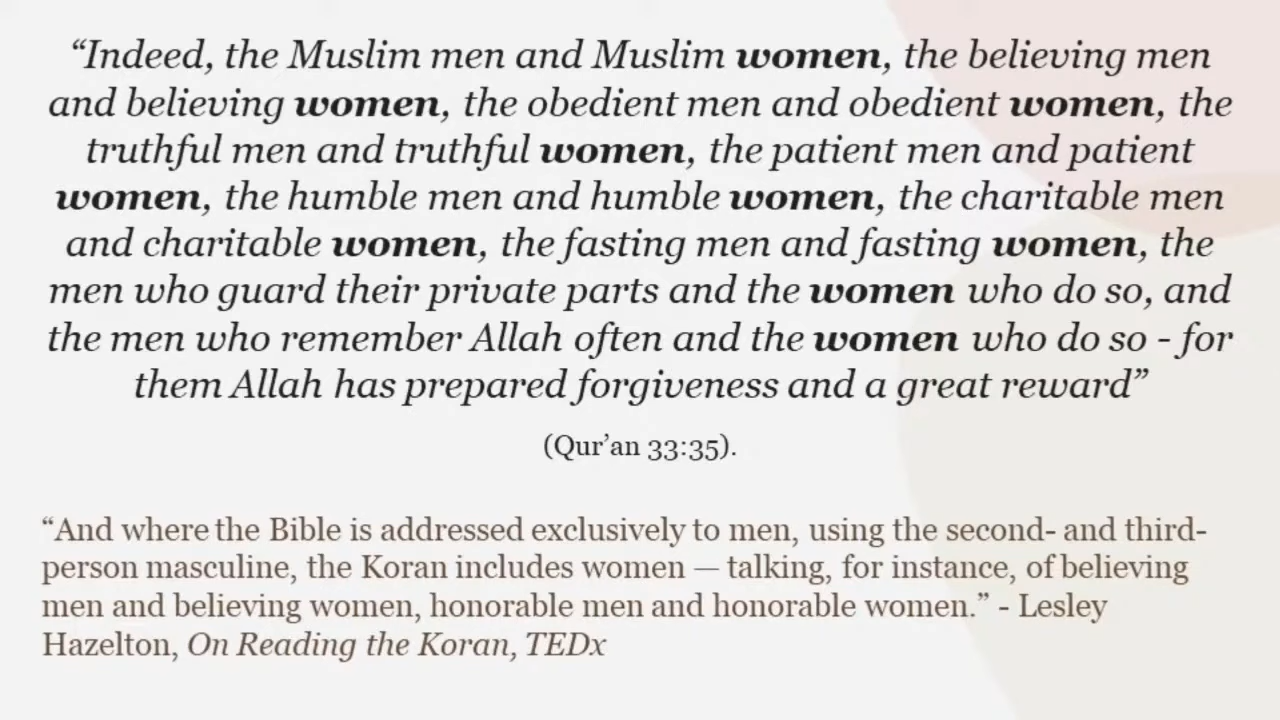 “Indeed, the Muslim men and Muslim women, the believing men
and believing women, the obedient men and obedient women, the
truthful men and truthful women, the patient men and patient
women, the humble men and humble women, the charitable men
and charitable women, the fasting men and fasting women, the
men who guard their private parts and the women who do so, and
the men who remember Allah often and the women who do so - for
them Allah has prepared forgiveness and a great reward”
(Qur’an 33:35).
“And where the Bible is addressed exclusively to men, using the second- and third-
person masculine, the Koran includes women — talking, for instance, of believing
men and believing women, honorable men and honorable women.” - Lesley
Hazelton, On Reading the Koran, TEDx